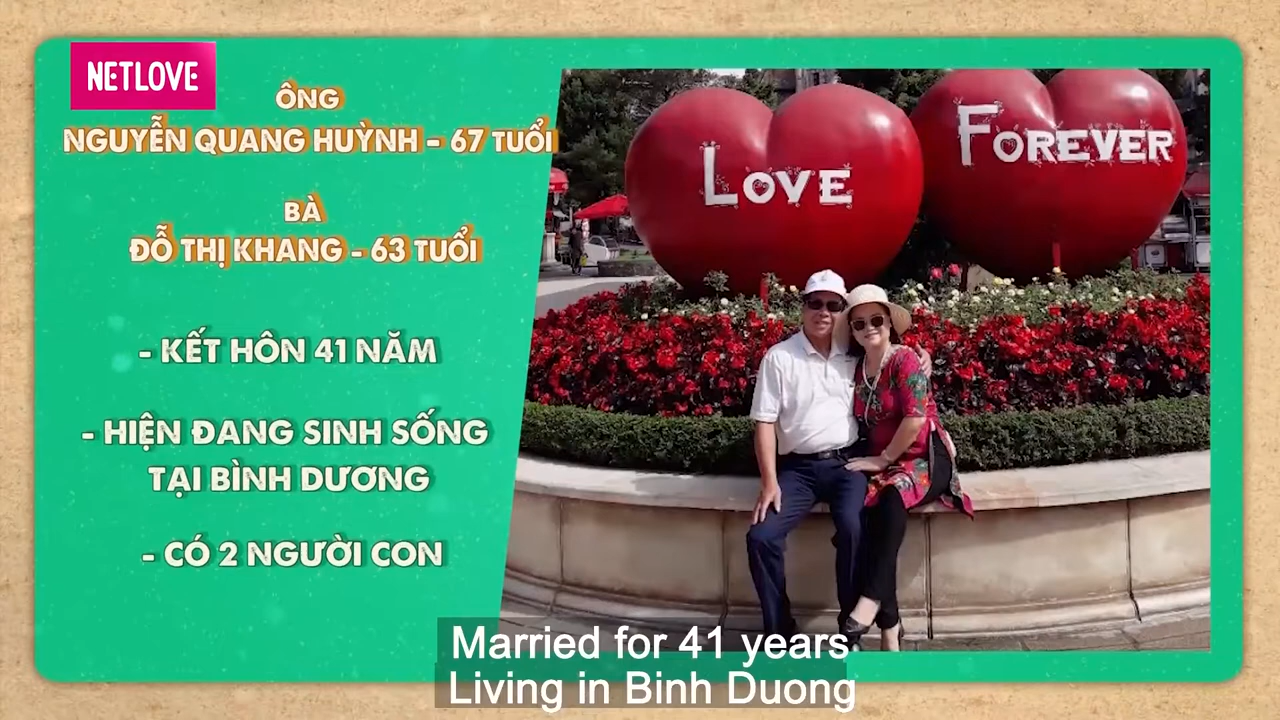 NETLOVE
ÔNG
NGUYỄN QUANG HUỲNH - 67 TUỔI
BÀ
ĐỖ THỊ KHANG - 63 TUỔI
- KẾT HÔN 41 NĂM
- HIỆN ĐANG SINH SỐNG
TẠI BÌNH DƯƠNG
- CÓ 2 NGƯỜI CON
LOVE
FOREVER
Married for 41 years
Living in Binh Duong